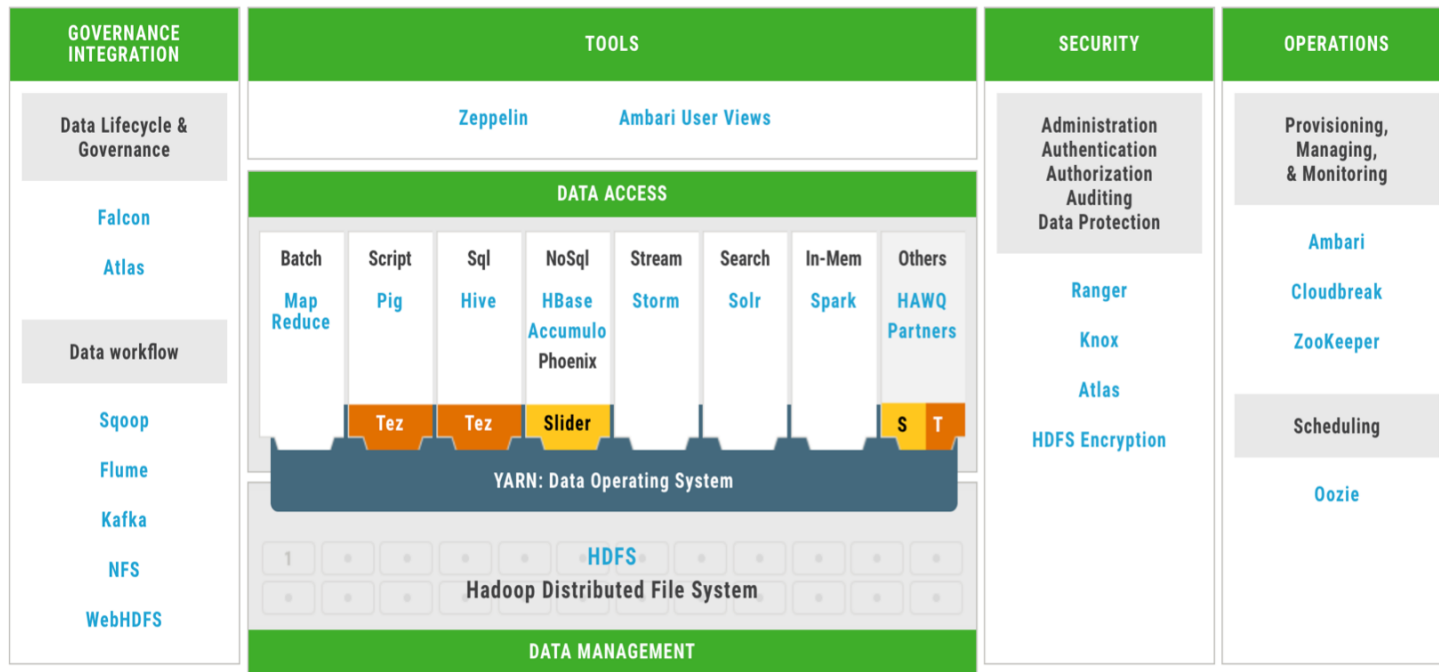 GOVERNANCE
INTEGRATION
Data Lifecycle &
Governance
Falcon
Atlas
Data workflow
Sqoop
Flume
Kafka
NFS
WebHDFS
TOOLS
Zeppelin
Ambari User Views
DATA ACCESS
Batch
Map
Reduce
Script
Pig
Tez
Sql
Hive
Tez
NoSql
HBase
Accumulo
Phoenix
Slider
Stream
Storm
Search
Solr
In-Mem
Spark
Others
HAWQ
Partners
S
T
YARN: Data Operating System
1
HDFS
Hadoop Distributed File System
DATA MANAGEMENT
SECURITY
Administration
Authentication
Authorization
Auditing
Data Protection
Ranger
Knox
Atlas
HDFS Encryption
OPERATIONS
Provisioning,
Managing,
& Monitoring
Ambari
Cloudbreak
ZooKeeper
Scheduling
Oozie